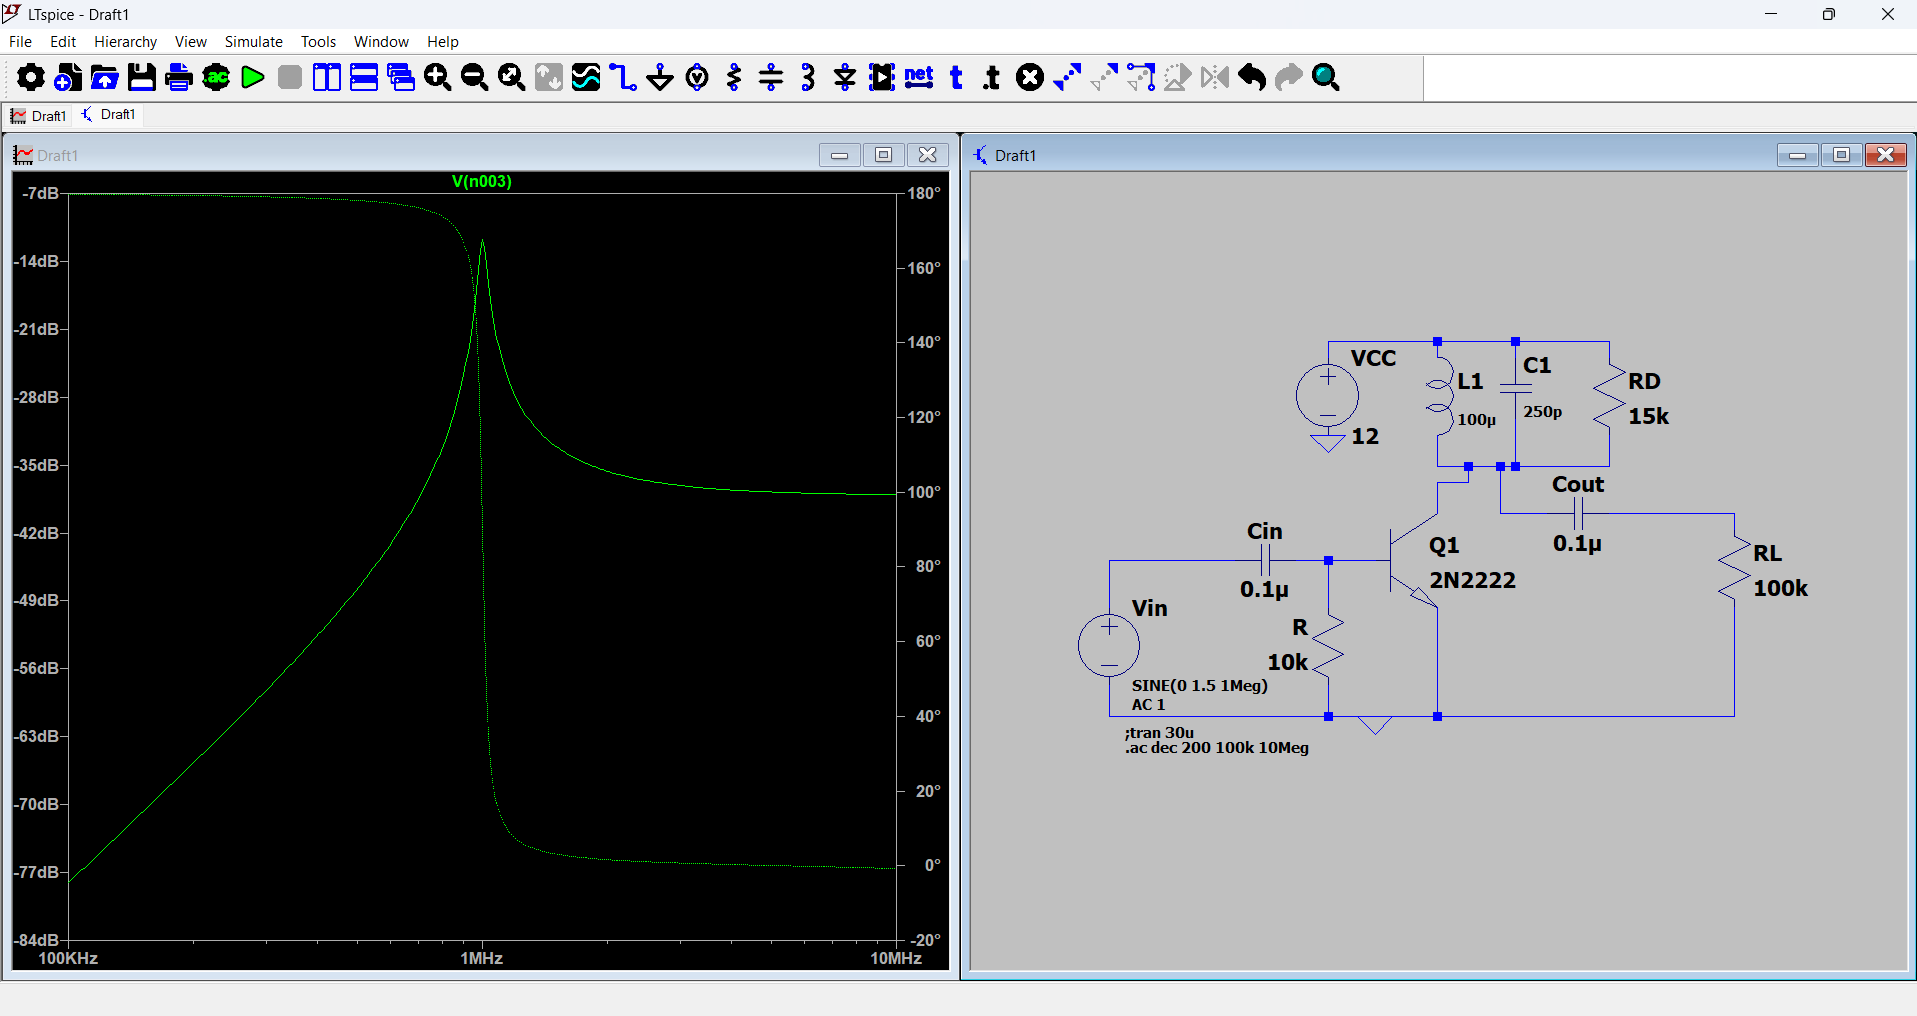 LTspice - Draft1
File Edit Hierarchy View Simulate Tools Window Help
.ac net t .t
Draft1 Draft1
Draft1
V(n003)
-7dB 180°
-14dB 160°
-21dB 140°
-28dB 120°
-35dB 100°
-42dB 80°
-49dB 60°
-56dB 40°
-63dB 20°
-70dB 0°
-77dB -20°
-84dB
100KHz 1MHz 10MHz
Draft1
VCC
12
L1
100µ
C1
250p
RD
15k
Cout
0.1µ
Cin
0.1µ
Q1
2N2222
RL
100k
Vin
R
10k
SINE(0 1.5 1Meg)
AC 1
;tran 30u
.ac dec 200 100k 10Meg